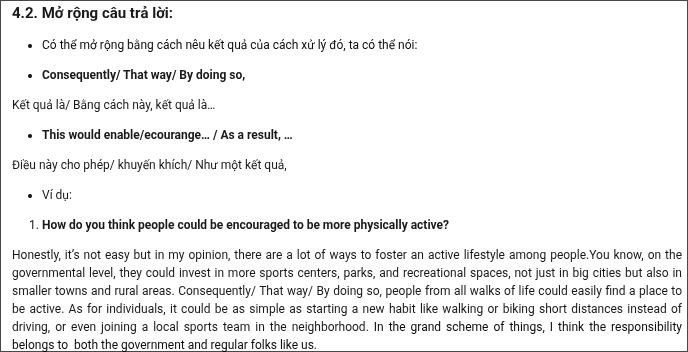 4.2. Mở rộng câu trả lời:
• Có thể mở rộng bằng cách nêu kết quả của cách xử lý đó, ta có thể nói:
• Consequently/ That way/ By doing so,
Kết quả là/ Bằng cách này, kết quả là...
• This would enable/ecourange... / As a result, ...
Điều này cho phép/ khuyến khích/ Như một kết quả,
• Ví dụ:
1. How do you think people could be encouraged to be more physically active?
Honestly, it's not easy but in my opinion, there are a lot of ways to foster an active lifestyle among people.You know, on the
governmental level, they could invest in more sports centers, parks, and recreational spaces, not just in big cities but also in
smaller towns and rural areas. Consequently/ That way/ By doing so, people from all walks of life could easily find a place to
be active. As for individuals, it could be as simple as starting a new habit like walking or biking short distances instead of
driving, or even joining a local sports team in the neighborhood. In the grand scheme of things, I think the responsibility
belongs to both the government and regular folks like us.